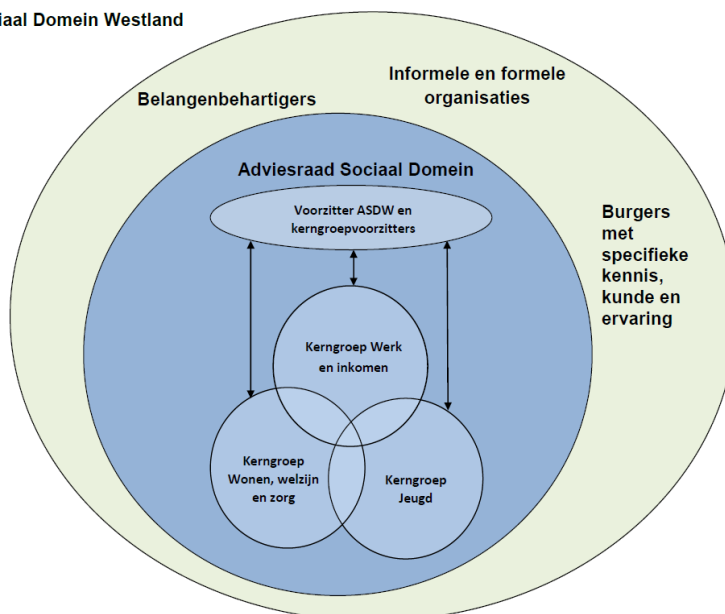 Sociaal Domein Westland
Informele en formele
organisaties
Belangenbehartigers
Adviesraad Sociaal Domein
Voorzitter ASDW en
kerngroepvoorzitters
Burgers
met
specifieke
kennis,
kunde en
ervaring
Kerngroep Werk
en inkomen
Kerngroep
Wonen, welzijn
en zorg
Kerngroep
Jeugd